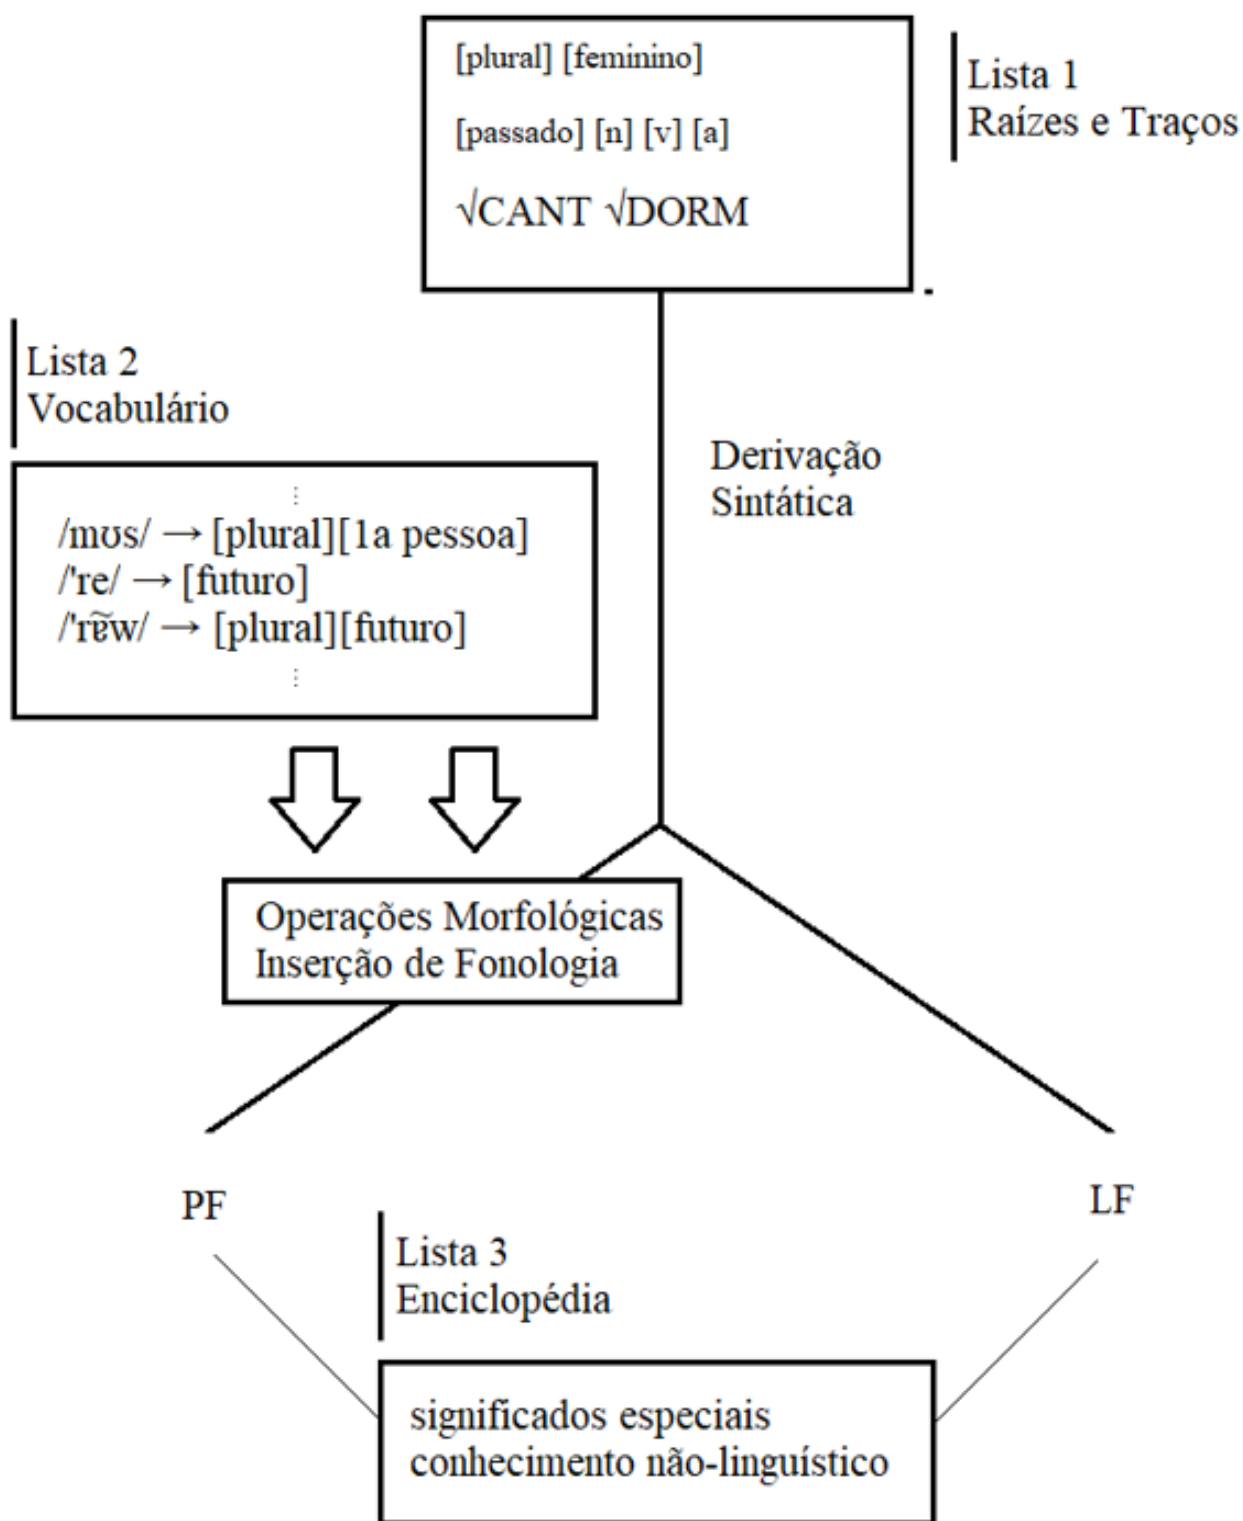 [plural] [feminino]
[passado] [n] [v] [a]
√CANT √DORM
Lista 1
Raízes e Traços
Lista 2
Vocabulário
⋮
/mʊs/ → [plural][1a pessoa]
/'re/ → [futuro]
/'rɐ̃w/ → [plural][futuro]
⋮
Derivação
Sintática
Operações Morfológicas
Inserção de Fonologia
PF
LF
Lista 3
Enciclopédia
significados especiais
conhecimento não-linguístico